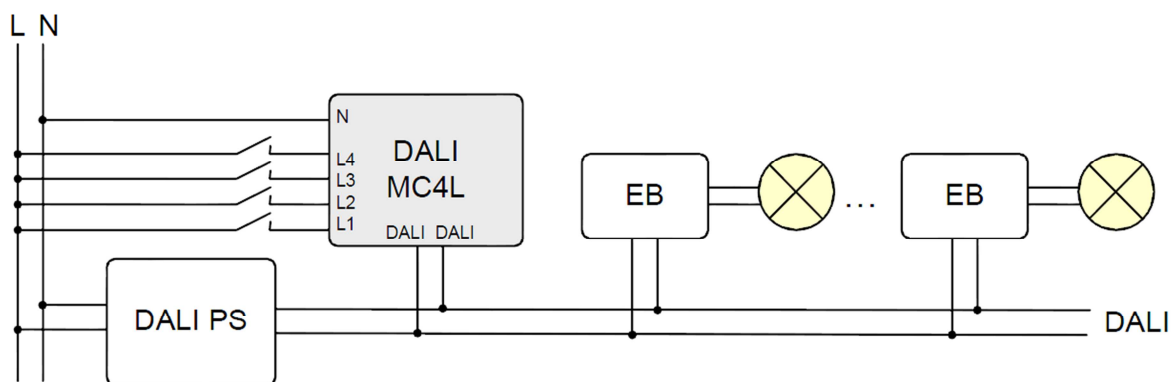 L N
N
DALI
MC4L
L4
L3
L2
L1
DALI DALI
EB
...
EB
DALI PS
DALI